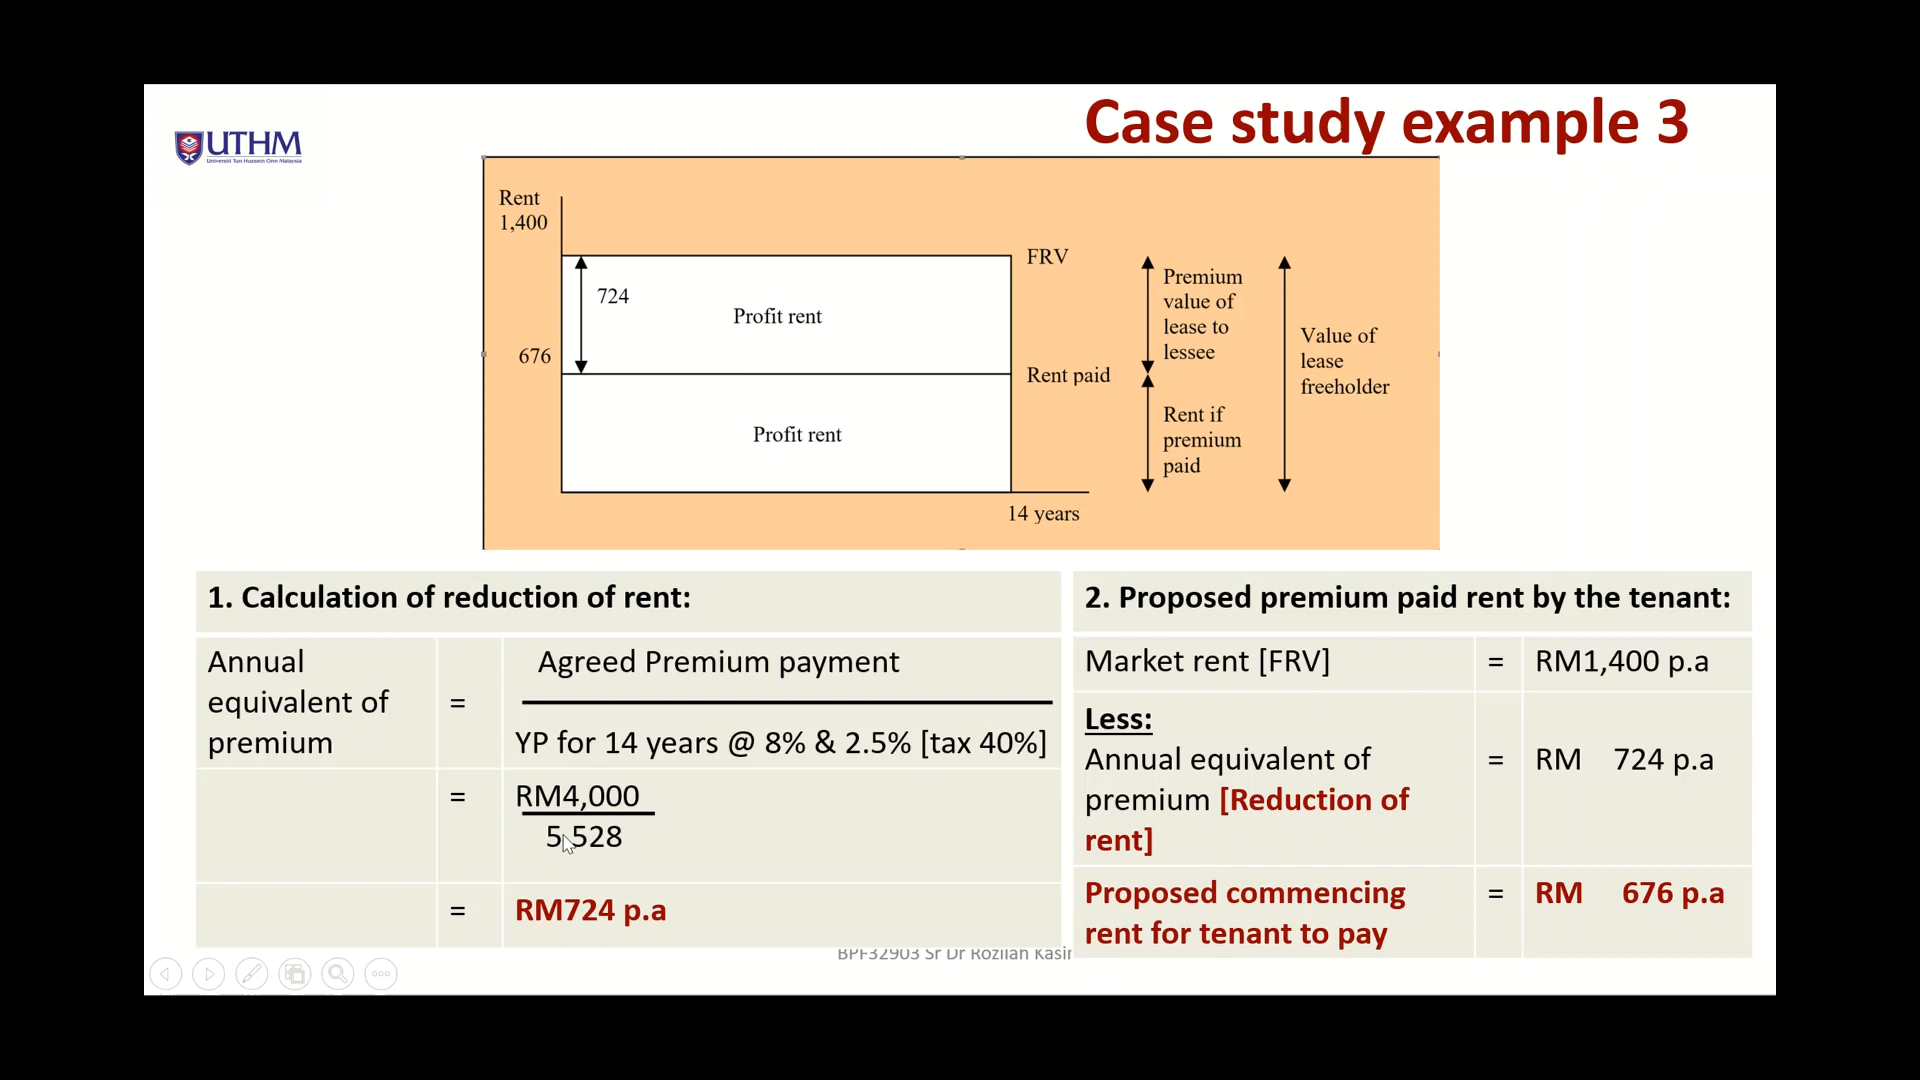 Case study example 3
UTHM
Universiti Tun Hussein Onn Malaysia
Rent
1,400
FRV
724
Profit rent
676
Rent paid
Profit rent
14 years
Premium
value of
lease to
lessee
Rent if
premium
paid
Value of
lease
freeholder
1. Calculation of reduction of rent:
Annual
equivalent of
premium
=
Agreed Premium payment
YP for 14 years @ 8% & 2.5% [tax 40%]
=
RM4,000
5.528
=
RM724 p.a
2. Proposed premium paid rent by the tenant:
Market rent [FRV]
=
RM1,400 p.a
Less:
Annual equivalent of
premium [Reduction of
rent]
=
RM 724 p.a
Proposed commencing
rent for tenant to pay
=
RM 676 p.a
BPF32903 Sr Dr Rozilah Kasim